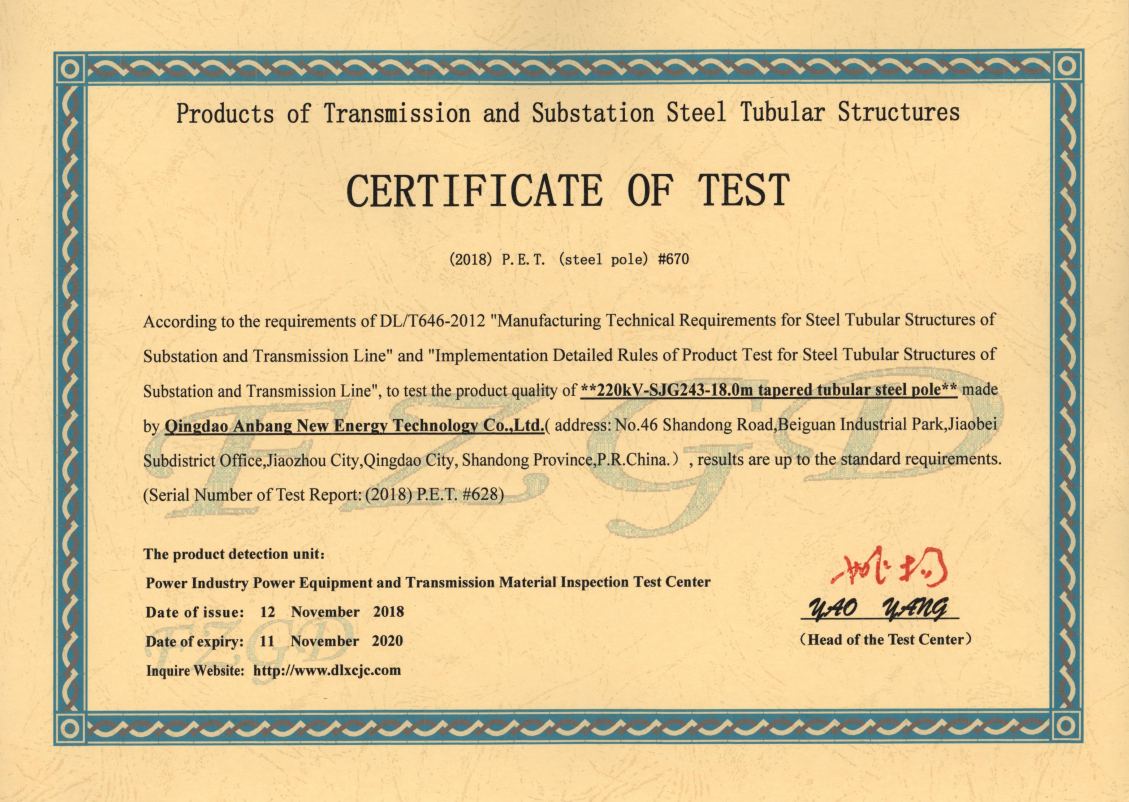 Products of Transmission and Substation Steel Tubular Structures
CERTIFICATE OF TEST
(2018) P.E.T. (steel pole) #670
According to the requirements of DL/T646-2012 "Manufacturing Technical Requirements for Steel Tubular Structures of
Substation and Transmission Line" and "Implementation Detailed Rules of Product Test for Steel Tubular Structures of
Substation and Transmission Line", to test the product quality of **220kV-SJG243-18.0m tapered tubular steel pole** made
by Qingdao Anbang New Energy Technology Co.,Ltd.( address: No.46 Shandong Road,Beiguan Industrial Park,Jiaobei
Subdistrict Office,Jiaozhou City,Qingdao City, Shandong Province,P.R.China.）, results are up to the standard requirements.
(Serial Number of Test Report: (2018) P.E.T. #628)
FZGD
The product detection unit:
Power Industry Power Equipment and Transmission Material Inspection Test Center
Date of issue: 12 November 2018
Date of expiry: 11 November 2020
Inquire Website: http://www.dlxcjc.com
FZGD
姚扬
YAO YANG
(Head of the Test Center)